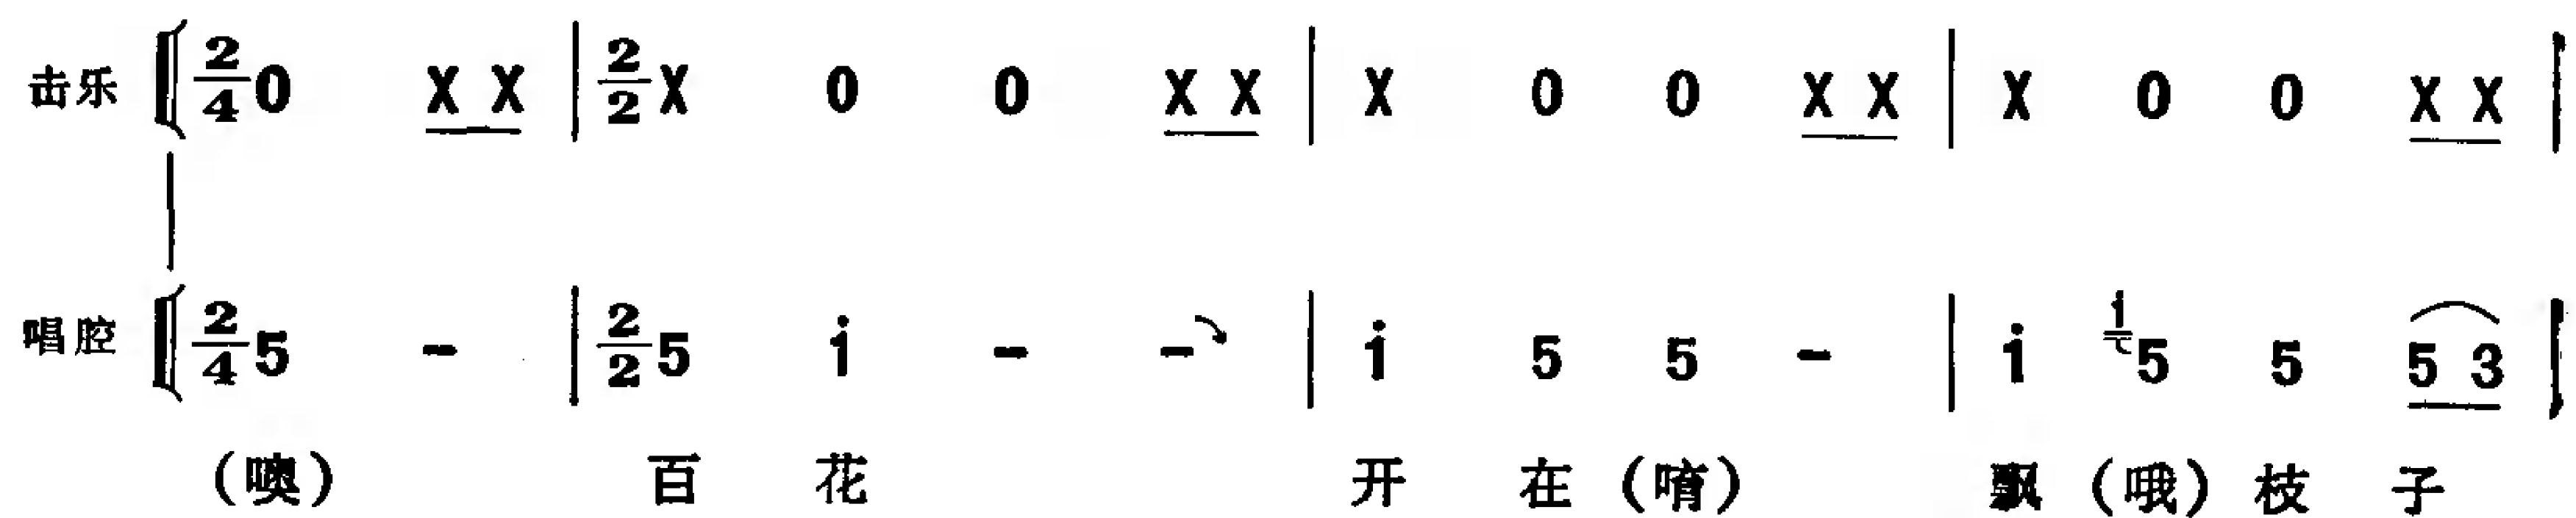 击乐 2/4 0 X X | 2/2 X 0 0 X X | X 0 0 X X | X 0 0 X X |
唱腔 2/4 5 - | 2/2 5 i - - | i 5 5 - | i i 5 5 5 3 |
(噢) 百 花 开 在 (唷) 飘 (哦) 枝 子